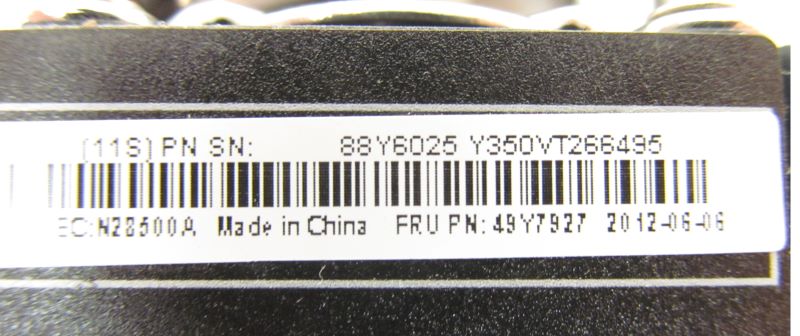 (11S) PN SN: 88Y6025 Y350VT266495
EC:N28500A Made in China FRU PN: 49Y7927 2012-06-06